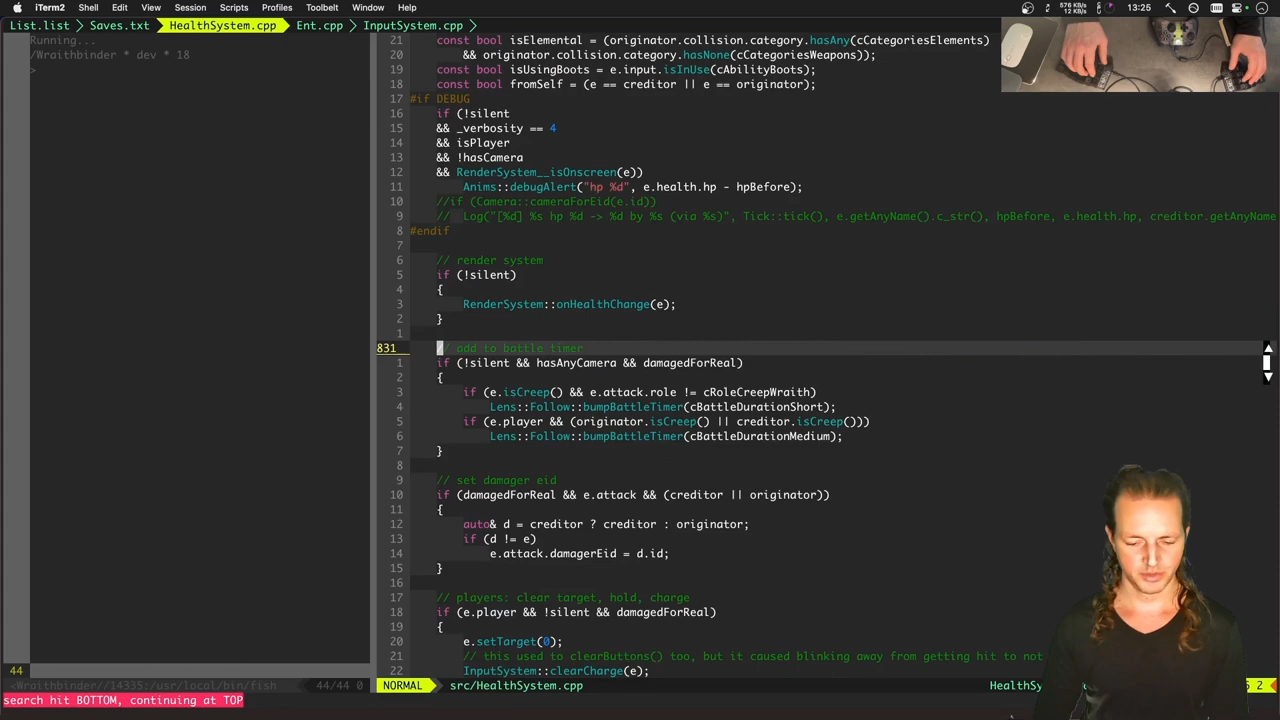 iTerm2 Shell Edit View Session Scripts Profiles Toolbelt Window Help
576 KB/s
12 KB/s
13:25
List.list Saves.txt HealthSystem.cpp Ent.cpp InputSystem.cpp
Running...
/Wraithbinder * dev * 18
>
21 const bool isElemental = (originator.collision.category.hasAny(cCategoriesElements)
20 && originator.collision.category.hasNone(cCategoriesWeapons));
19 const bool isUsingBoots = e.input.isInUse(cAbilityBoots);
18 const bool fromSelf = (e == creditor || e == originator);
17 #if DEBUG
16 if (!silent
15 && _verbosity == 4
14 && isPlayer
13 && !hasCamera
12 && RenderSystem__isOnscreen(e))
11 Anims::debugAlert("hp %d", e.health.hp - hpBefore);
10 //if (Camera::cameraForEid(e.id))
9 // Log("[%d] %s hp %d -> %d by %s (via %s)", Tick::tick(), e.getAnyName().c_str(), hpBefore, e.health.hp, creditor.getAnyName
8 #endif
7
6 // render system
5 if (!silent)
4 {
3 RenderSystem::onHealthChange(e);
2 }
1
831 // add to battle timer
1 if (!silent && hasAnyCamera && damagedForReal)
2 {
3 if (e.isCreep() && e.attack.role != cRoleCreepWraith)
4 Lens::Follow::bumpBattleTimer(cBattleDurationShort);
5 if (e.player && (originator.isCreep() || creditor.isCreep()))
6 Lens::Follow::bumpBattleTimer(cBattleDurationMedium);
7 }
8
9 // set damager eid
10 if (damagedForReal && e.attack && (creditor || originator))
11 {
12 auto& d = creditor ? creditor : originator;
13 if (d != e)
14 e.attack.damagerEid = d.id;
15 }
16
17 // players: clear target, hold, charge
18 if (e.player && !silent && damagedForReal)
19 {
20 e.setTarget(0);
21 // this used to clearButtons() too, but it caused blinking away from getting hit to not
22 InputSystem::clearCharge(e);
44
<Wraithbinder//14335:/usr/local/bin/fish 44/44 0 NORMAL src/HealthSystem.cpp HealthSy 2
search hit BOTTOM, continuing at TOP